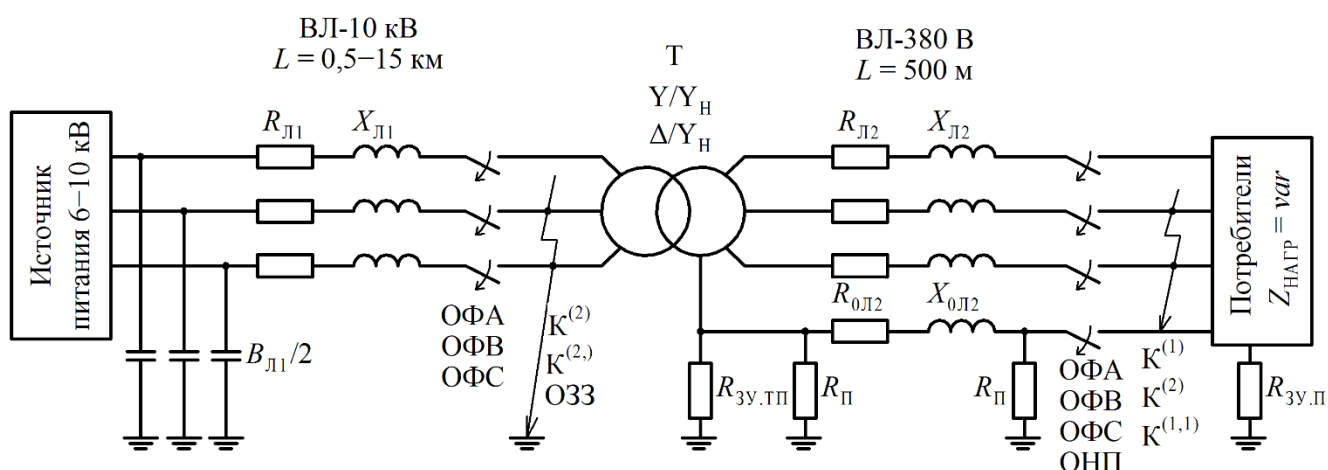 ВЛ-10 кВ
L = 0,5−15 км
Т
Y/Yн
Δ/Yн
ВЛ-380 В
L = 500 м
Источник
питания 6−10 кВ
RЛ1
XЛ1
RЛ2
XЛ2
Потребители
ZНАГР = var
R0Л2
X0Л2
BЛ1/2
ОФА
ОФВ
ОФС
К(2)
К(2,)
ОЗЗ
RЗУ.ТП
RП
RП
ОФА
ОФВ
ОФС
ОНП
К(1)
К(2)
К(1,1)
RЗУ.П